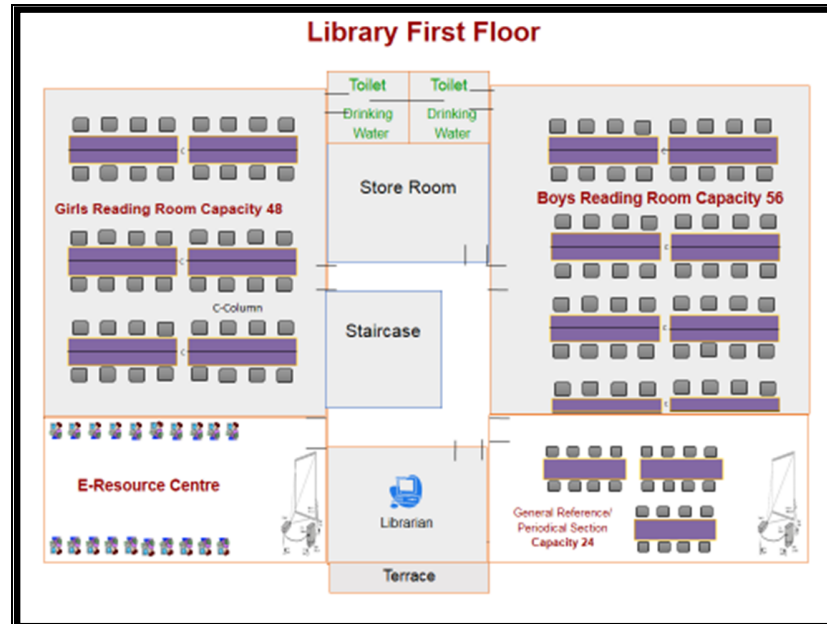 Library First Floor
Toilet
Toilet
Drinking
Water
Drinking
Water
Store Room
Girls Reading Room Capacity 48
Boys Reading Room Capacity 56
C
C
C
C
C-Column
Staircase
C
C
C
E-Resource Centre
Librarian
General Reference/
Periodical Section
Capacity 24
Terrace